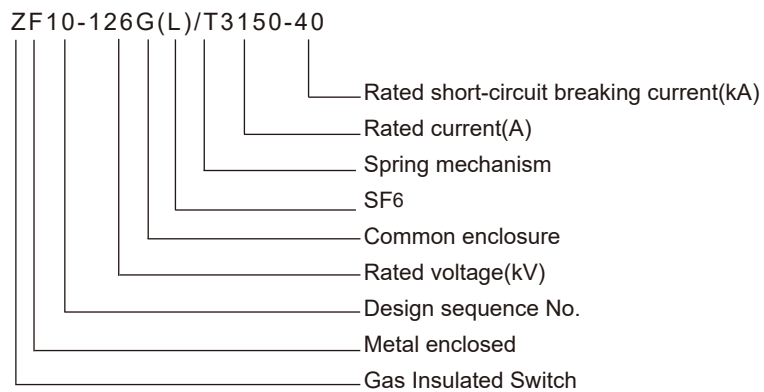 ZF10-126G(L)/T3150-40
Rated short-circuit breaking current(kA)
Rated current(A)
Spring mechanism
SF6
Common enclosure
Rated voltage(kV)
Design sequence No.
Metal enclosed
Gas Insulated Switch